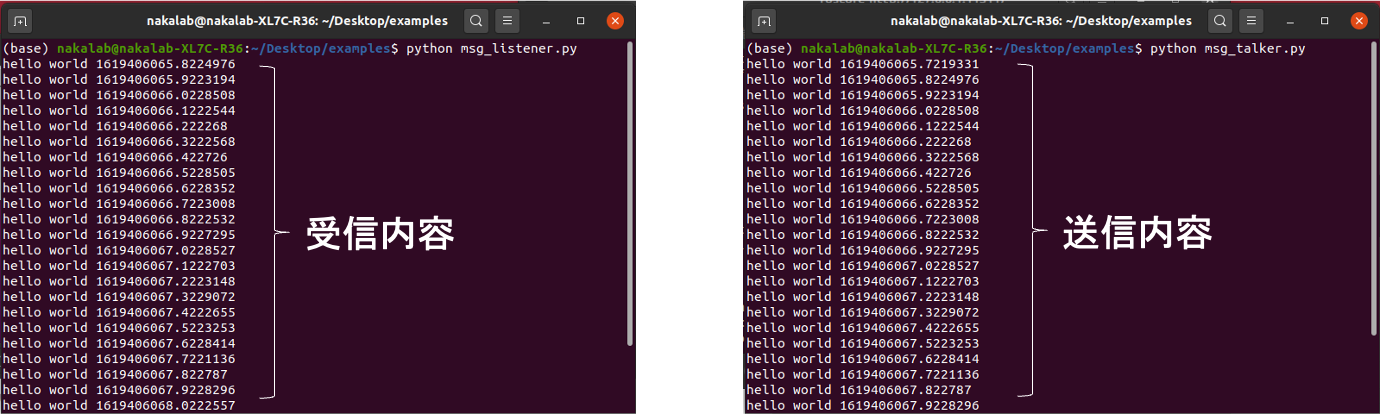 nakalab@nakalab-XL7C-R36: ~/Desktop/examples
(base) nakalab@nakalab-XL7C-R36:~/Desktop/examples$ python msg_listener.py
hello world 1619406065.8224976
hello world 1619406065.9223194
hello world 1619406066.0228508
hello world 1619406066.1222544
hello world 1619406066.222268
hello world 1619406066.3222568
hello world 1619406066.422726
hello world 1619406066.5228505
hello world 1619406066.6228352
hello world 1619406066.7223008
hello world 1619406066.8222532
hello world 1619406066.9227295
hello world 1619406067.0228527
hello world 1619406067.1222703
hello world 1619406067.2223148
hello world 1619406067.3229072
hello world 1619406067.4222655
hello world 1619406067.5223253
hello world 1619406067.6228414
hello world 1619406067.7221136
hello world 1619406067.822787
hello world 1619406067.9228296
hello world 1619406068.0222557
受信内容
nakalab@nakalab-XL7C-R36: ~/Desktop/examples
(base) nakalab@nakalab-XL7C-R36:~/Desktop/examples$ python msg_talker.py
hello world 1619406065.7219331
hello world 1619406065.8224976
hello world 1619406065.9223194
hello world 1619406066.0228508
hello world 1619406066.1222544
hello world 1619406066.222268
hello world 1619406066.3222568
hello world 1619406066.422726
hello world 1619406066.5228505
hello world 1619406066.6228352
hello world 1619406066.7223008
hello world 1619406066.8222532
hello world 1619406066.9227295
hello world 1619406067.0228527
hello world 1619406067.1222703
hello world 1619406067.2223148
hello world 1619406067.3229072
hello world 1619406067.4222655
hello world 1619406067.5223253
hello world 1619406067.6228414
hello world 1619406067.7221136
hello world 1619406067.822787
hello world 1619406067.9228296
送信内容